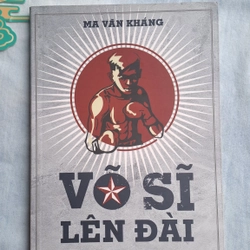 MA VĂN KHÁNG
VÕ SĨ
LÊN ĐÀI